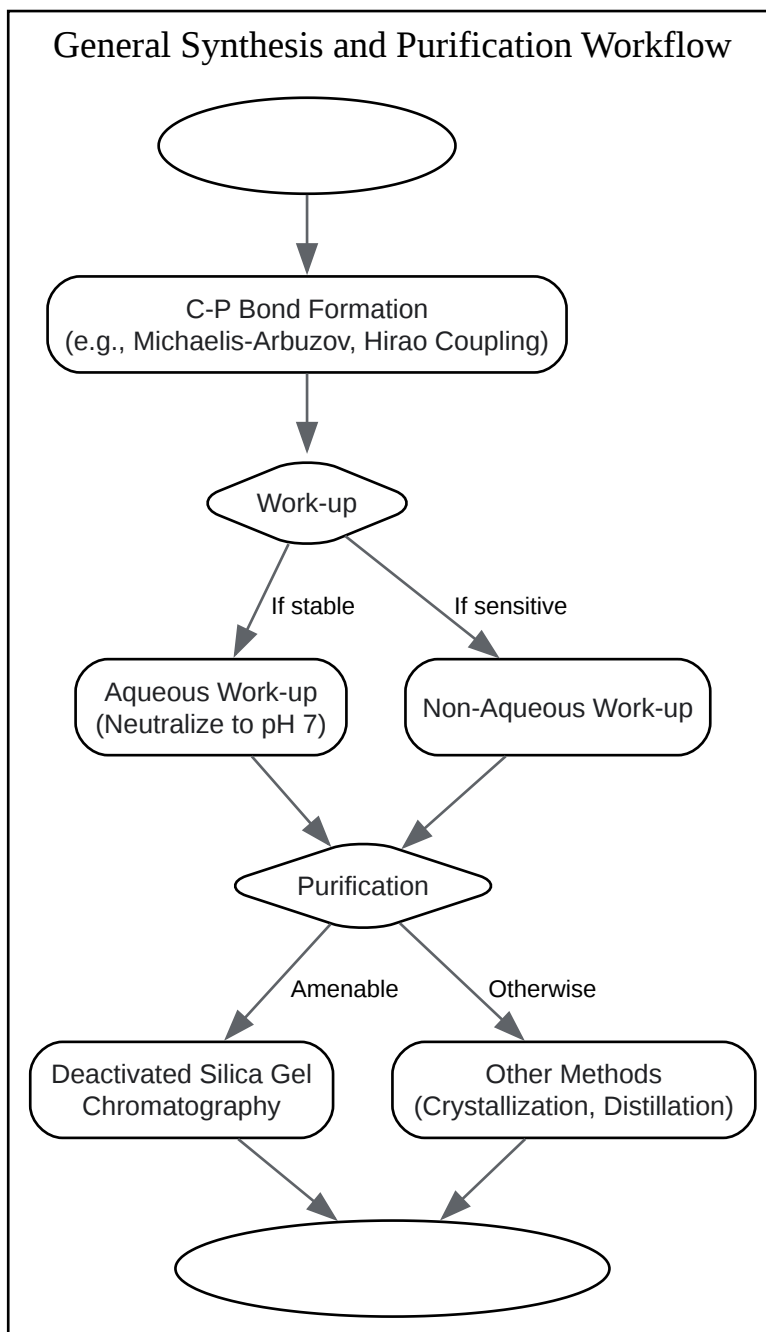 General Synthesis and Purification Workflow
C-P Bond Formation
(e.g., Michaelis-Arbuzov, Hirao Coupling)
Work-up
If stable
If sensitive
Aqueous Work-up
(Neutralize to pH 7)
Non-Aqueous Work-up
Purification
Amenable
Otherwise
Deactivated Silica Gel
Chromatography
Other Methods
(Crystallization, Distillation)